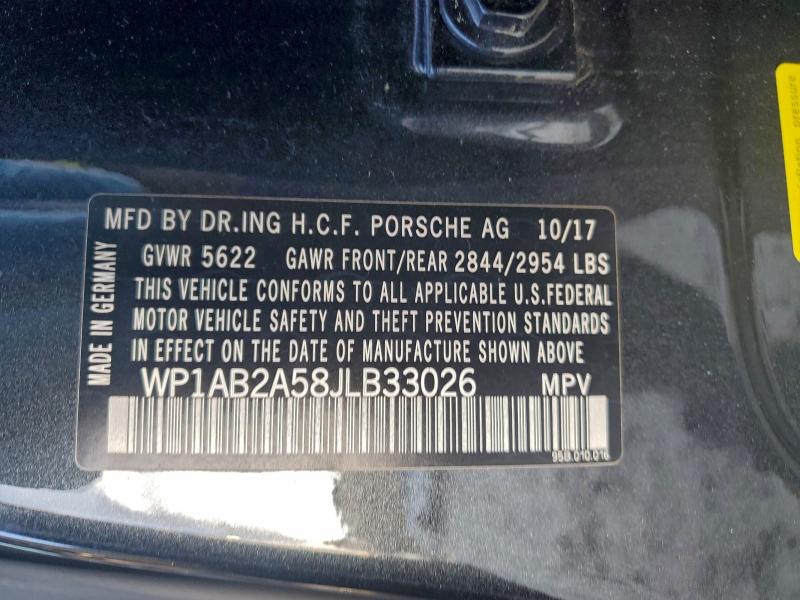 MFD BY DR.ING H.C.F. PORSCHE AG 10/17
GVWR 5622 GAWR FRONT/REAR 2844/2954 LBS
THIS VEHICLE CONFORMS TO ALL APPLICABLE U.S.FEDERAL
MOTOR VEHICLE SAFETY AND THEFT PREVENTION STANDARDS
IN EFFECT ON THE DATE OF MANUFACTURE SHOWN ABOVE
WP1AB2A58JLB33026 MPV
95B.010.016
MADE IN GERMANY
pressure